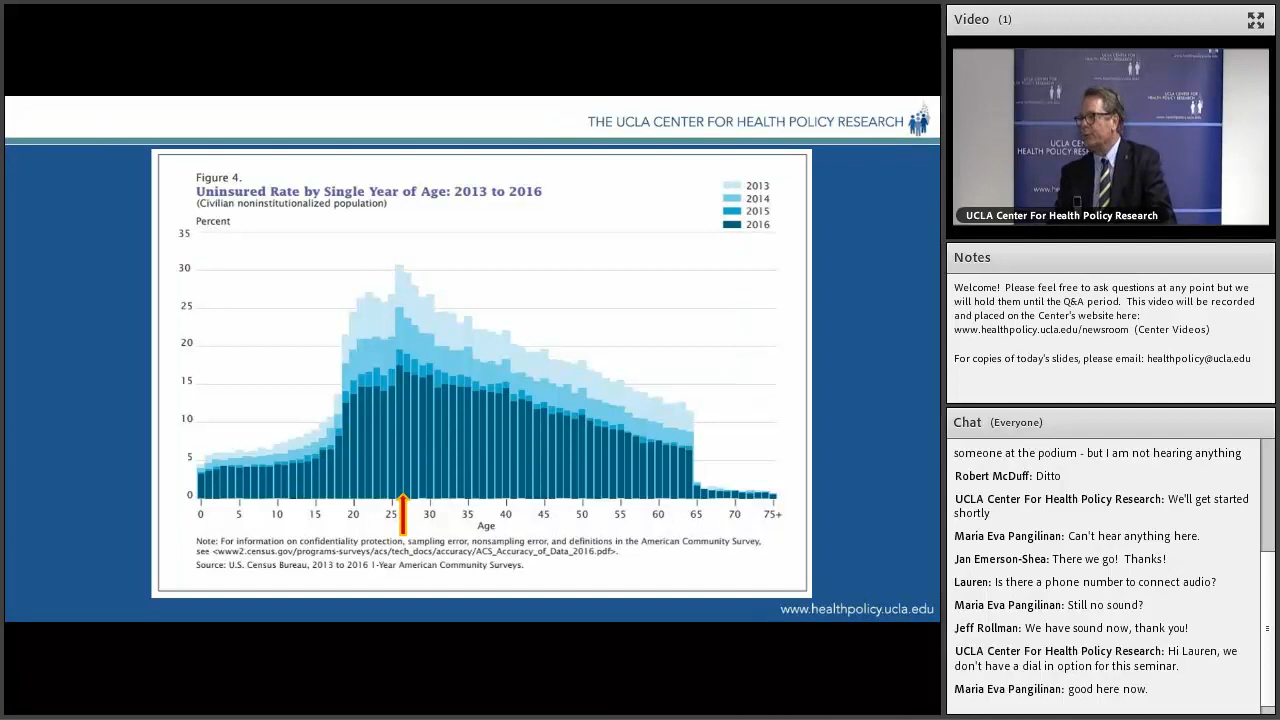 THE UCLA CENTER FOR HEALTH POLICY RESEARCH
Figure 4.
Uninsured Rate by Single Year of Age: 2013 to 2016
(Civilian noninstitutionalized population)
Percent
2013
2014
2015
2016
35
30
25
20
15
10
5
0
0 5 10 15 20 25 30 35 40 45 50 55 60 65 70 75+
Age
Note: For information on confidentiality protection, sampling error, nonsampling error, and definitions in the American Community Survey,
see <www2.census.gov/programs-surveys/acs/tech_docs/accuracy/ACS_Accuracy_of_Data_2016.pdf>.
Source: U.S. Census Bureau, 2013 to 2016 1-Year American Community Surveys.
www.healthpolicy.ucla.edu
Video (1)
UCLA CENTER FOR
HEALTH POLICY RESEARCH
HEALTH POLICY RESEARCH
UCLA Center For Health Policy Research
Notes
Welcome! Please feel free to ask questions at any point but we
will hold them until the Q&A period. This video will be recorded
and placed on the Center's website here:
www.healthpolicy.ucla.edu/newsroom (Center Videos)
For copies of today's slides, please email: healthpolicy@ucla.edu
Chat (Everyone)
someone at the podium - but I am not hearing anything
Robert McDuff: Ditto
UCLA Center For Health Policy Research: We'll get started
shortly
Maria Eva Pangilinan: Can't hear anything here.
Jan Emerson-Shea: There we go! Thanks!
Lauren: Is there a phone number to connect audio?
Maria Eva Pangilinan: Still no sound?
Jeff Rollman: We have sound now, thank you!
UCLA Center For Health Policy Research: Hi Lauren, we
don't have a dial in option for this seminar.
Maria Eva Pangilinan: good here now.